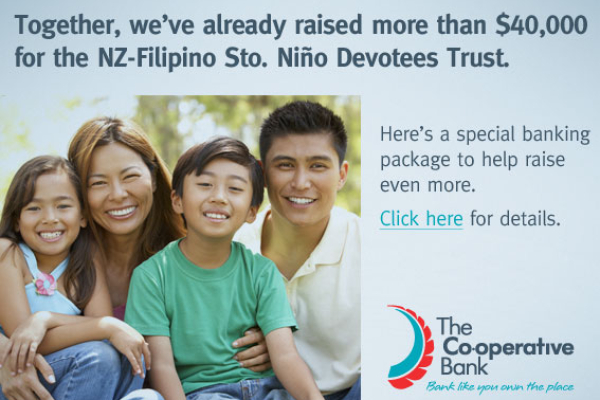 Together, we've already raised more than $40,000
for the NZ-Filipino Sto. Niño Devotees Trust.
Here's a special banking
package to help raise
even more.
Click here for details.
The
Co-operative
Bank
Bank like you own the place